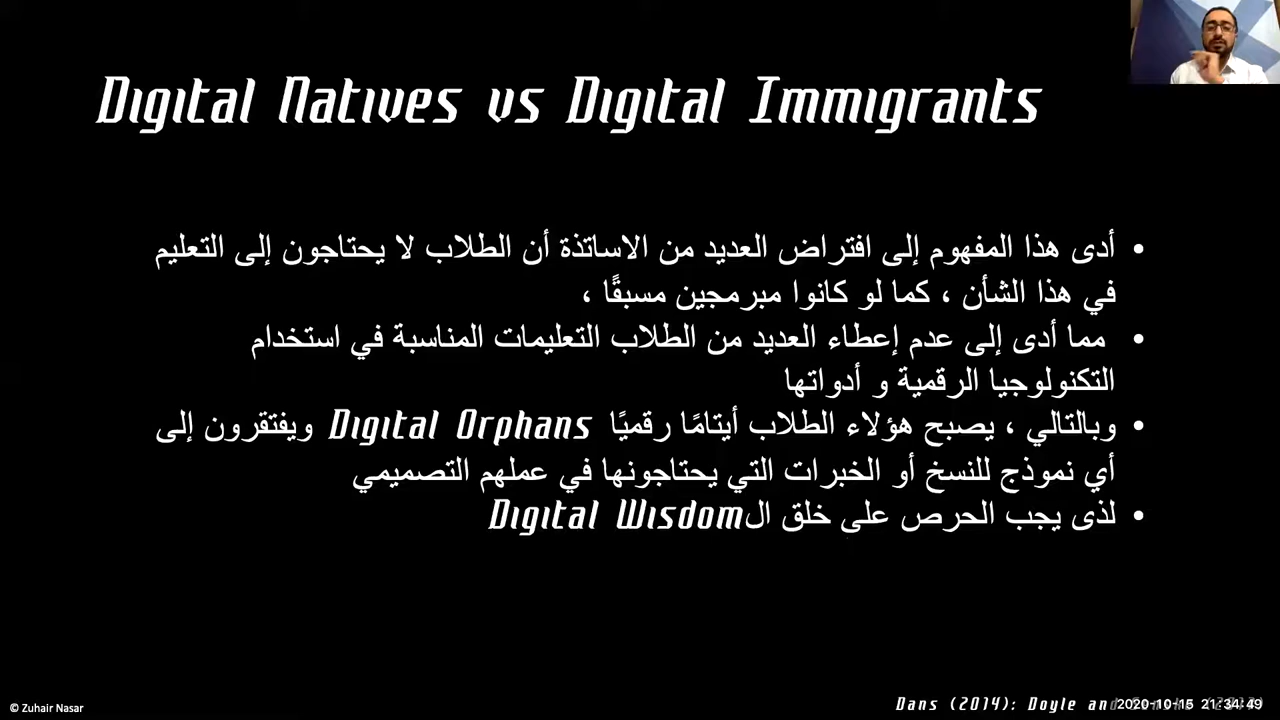 Digital Natives vs Digital Immigrants
• أدى هذا المفهوم إلى افتراض العديد من الاساتذة أن الطلاب لا يحتاجون إلى التعليم
في هذا الشأن ، كما لو كانوا مبرمجين مسبقًا ،
• مما أدى إلى عدم إعطاء العديد من الطلاب التعليمات المناسبة في استخدام
التكنولوجيا الرقمية و أدواتها
• وبالتالي ، يصبح هؤلاء الطلاب أيتامًا رقميًا Digital Orphans ويفتقرون إلى
أي نموذج للنسخ أو الخبرات التي يحتاجونها في عملهم التصميمي
• لذى يجب الحرص على خلق الDigital Wisdom
© Zuhair Nasar
Dans (2014): Doyle and
2020-10-15 21:34:49